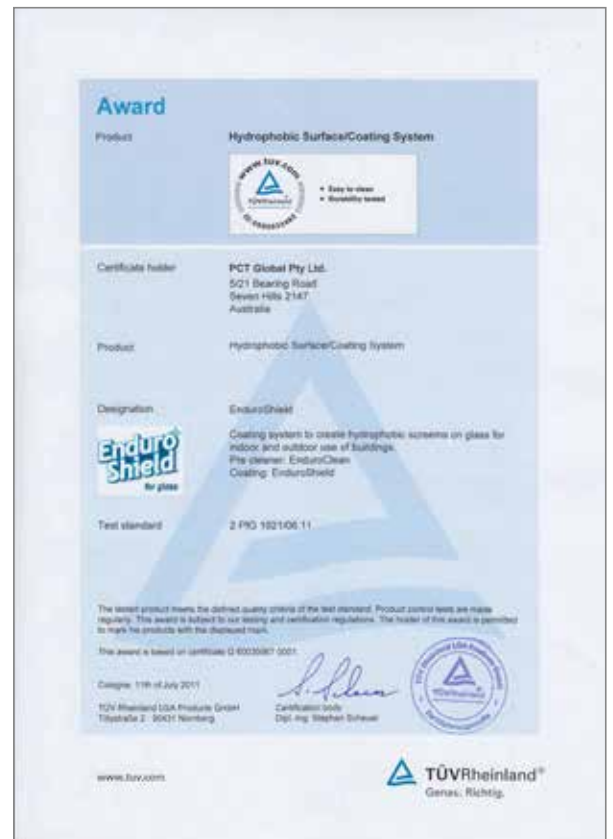 Award
Product
Hydrophobic Surface/Coating System
www.tuv.com
TÜVRheinland
• Easy to clean
• Durability tested
Certificate holder
PCT Global Pty Ltd.
5/21 Bearing Road
Seven Hills 2147
Australia
Product
Hydrophobic Surface/Coating System
Designation
EnduroShield
Enduro
Shield
for glass
Coating system to create hydrophobic screens on glass for
indoor and outdoor use of buildings.
Pre cleaner: EnduroClean
Coating: EnduroShield
Test standard
2 PfG 1821/06.11
The tested product meets the defined quality criteria of the test standard. Product control tests are made
regularly. This award is subject to our testing and certification regulations. The holder of this award is permitted
to mark his products with the displayed mark.
This award is based on certificate Q 60035067 0001.
Cologne, 11th of July 2011
TÜV Rheinland LGA Products GmbH
Tillystraße 2 90431 Nürnberg
Certification body
Dipl.-Ing. Stephan Scheuer
www.tuv.com
TÜVRheinland®
Genau. Richtig.